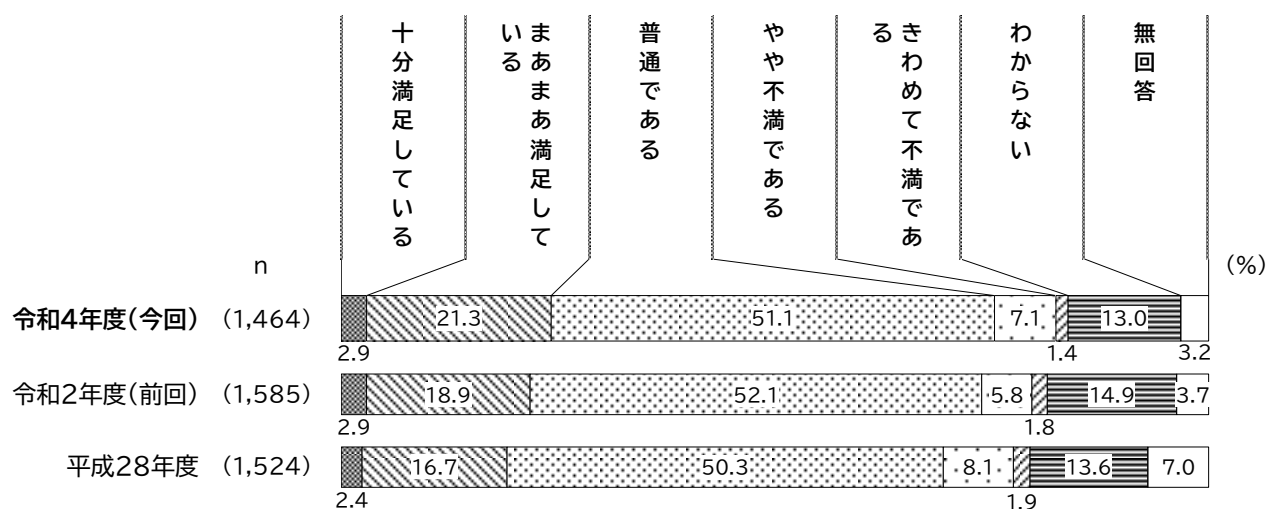 十分満足している
まあまあ満足して
いる
普通である
やや不満である
きわめて不満であ
る
わからない
無回答
n
(%)
令和4年度(今回) (1,464)
21.3 51.1 7.1 13.0
2.9 1.4 3.2
令和2年度(前回) (1,585)
18.9 52.1 5.8 14.9 3.7
2.9 1.8
平成28年度 (1,524)
16.7 50.3 8.1 13.6 7.0
2.4 1.9